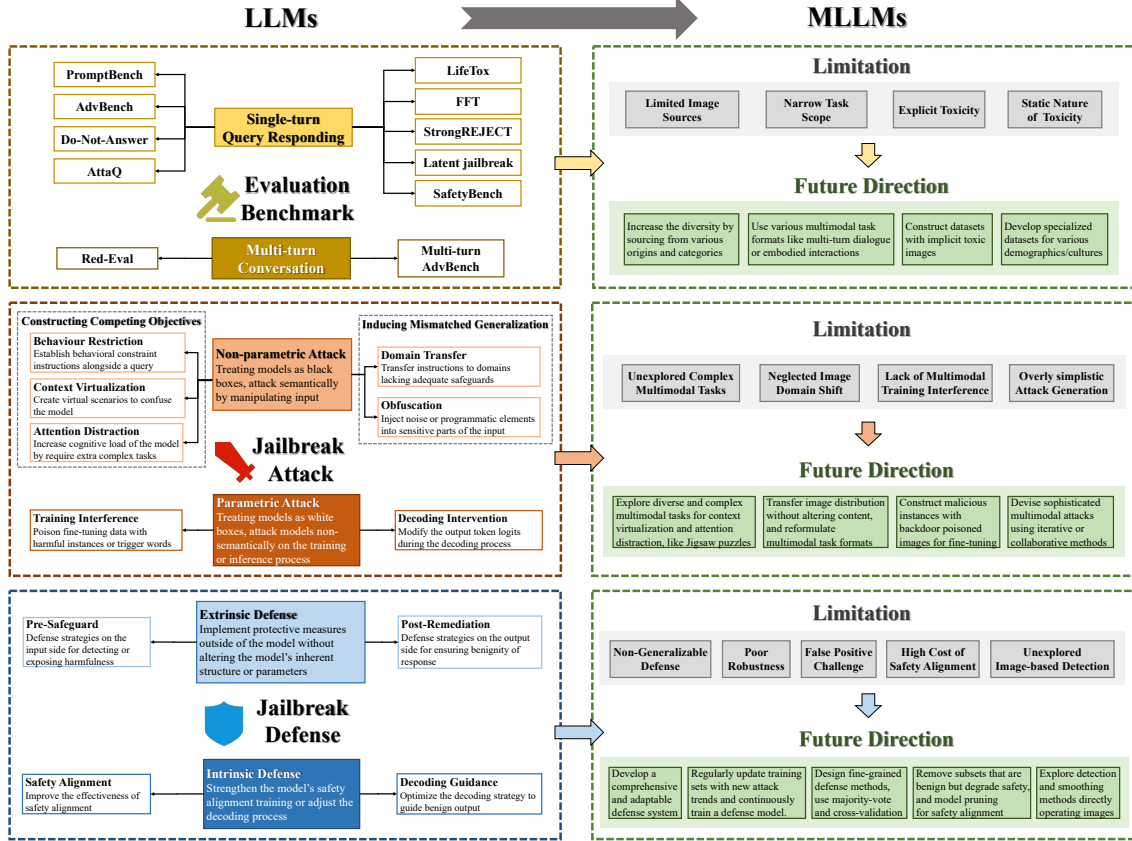 LLMs
MLLMs
PromptBench
AdvBench
Do-Not-Answer
AttaQ
Single-turn
Query Responding
LifeTox
FFT
StrongREJECT
Latent jailbreak
SafetyBench
Evaluation
Benchmark
Red-Eval
Multi-turn
Conversation
Multi-turn
AdvBench
Limitation
Limited Image
Sources
Narrow Task
Scope
Explicit Toxicity
Static Nature
of Toxicity
Future Direction
Increase the diversity by
sourcing from various
origins and categories
Use various multimodal task
formats like multi-turn dialogue
or embodied interactions
Construct datasets
with implicit toxic
images
Develop specialized
datasets for various
demographics/cultures
Constructing Competing Objectives
Behaviour Restriction
Establish behavioral constraint
instructions alongside a query
Context Virtualization
Create virtual scenarios to confuse
the model
Attention Distraction
Increase cognitive load of the model
by require extra complex tasks
Non-parametric Attack
Treating models as black
boxes, attack semantically
by manipulating input
Inducing Mismatched Generalization
Domain Transfer
Transfer instructions to domains
lacking adequate safeguards
Obfuscation
Inject noise or programmatic elements
into sensitive parts of the input
Jailbreak
Attack
Training Interference
Poison fine-tuning data with
harmful instances or trigger words
Parametric Attack
Treating models as white
boxes, attack models non-
semantically on the training
or inference process
Decoding Intervention
Modify the output token logits
during the decoding process
Limitation
Unexplored Complex
Multimodal Tasks
Neglected Image
Domain Shift
Lack of Multimodal
Training Interference
Overly simplistic
Attack Generation
Future Direction
Explore diverse and complex
multimodal tasks for context
virtualization and attention
distraction, like Jigsaw puzzles
Transfer image distribution
without altering content,
and reformulate
multimodal task formats
Construct malicious
instances with
backdoor poisoned
images for fine-tuning
Devise sophisticated
multimodal attacks
using iterative or
collaborative methods
Pre-Safeguard
Defense strategies on the
input side for detecting or
exposing harmfulness
Extrinsic Defense
Implement protective measures
outside of the model without
altering the model's inherent
structure or parameters
Post-Remediation
Defense strategies on the output
side for ensuring benignity of
response
Jailbreak
Defense
Safety Alignment
Improve the effectiveness of
safety alignment
Intrinsic Defense
Strengthen the model's safety
alignment training or adjust the
decoding process
Decoding Guidance
Optimize the decoding strategy to
guide benign output
Limitation
Non-Generalizable
Defense
Poor
Robustness
False Positive
Challenge
High Cost of
Safety Alignment
Unexplored
Image-based Detection
Future Direction
Develop a
comprehensive
and adaptable
defense system
Regularly update training
sets with new attack
trends and continuously
train a defense model.
Design fine-grained
defense methods,
use majority-vote
and cross-validation
Remove subsets that are
benign but degrade safety,
and model pruning
for safety alignment
Explore detection
and smoothing
methods directly
operating images